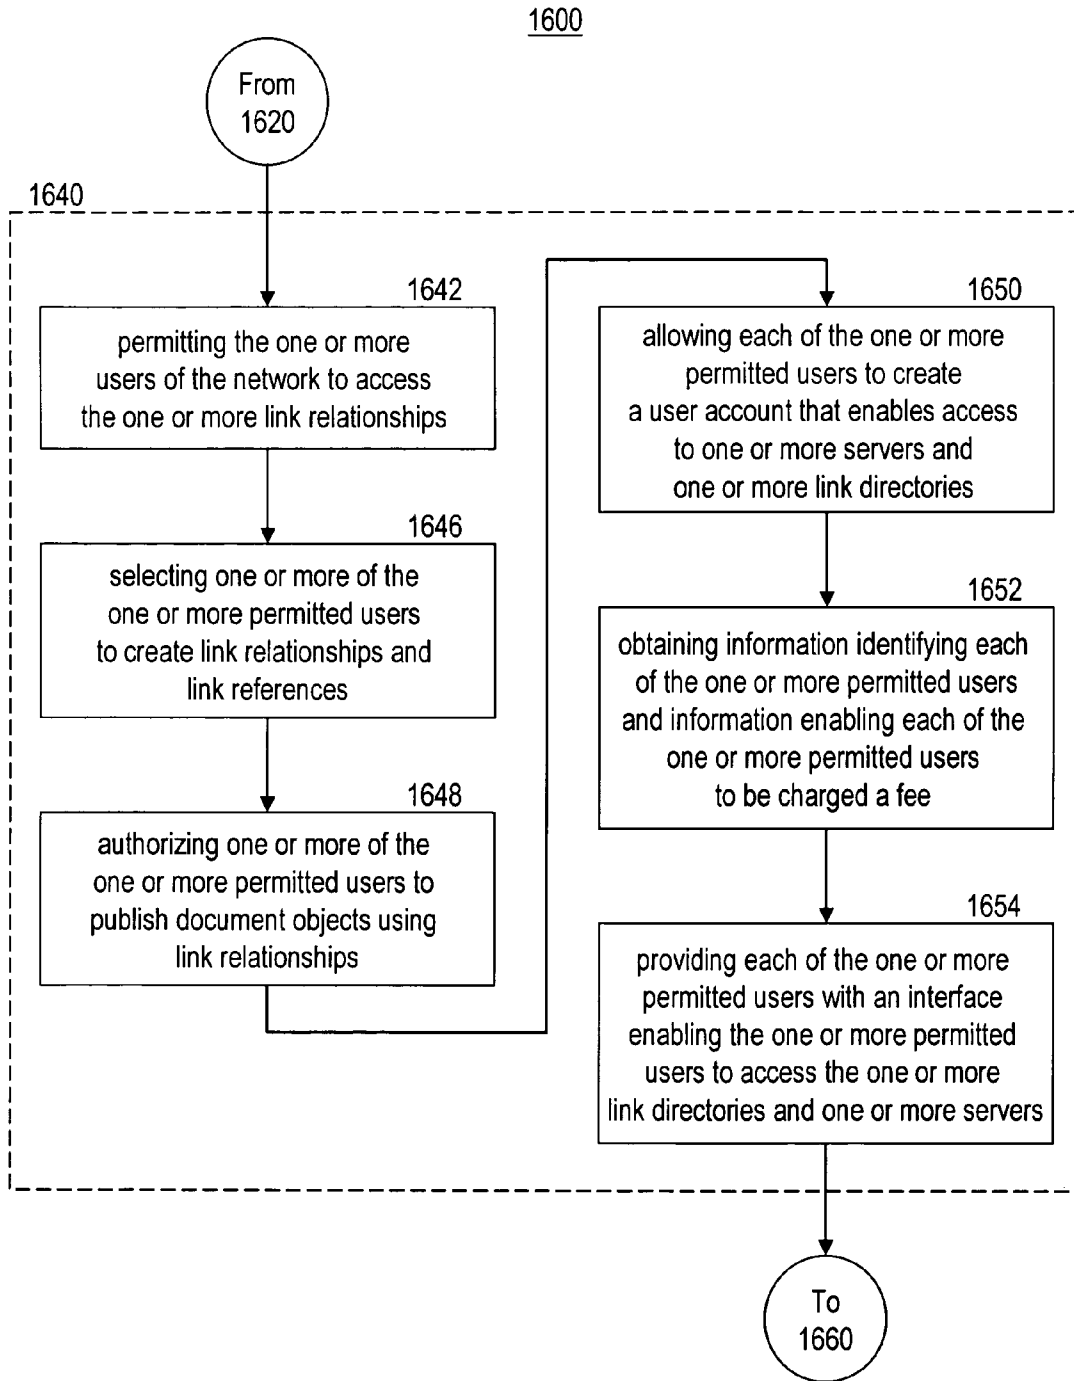 1600
From
1620
1640
1642
permitting the one or more
users of the network to access
the one or more link relationships
1646
selecting one or more of the
one or more permitted users
to create link relationships and
link references
1648
authorizing one or more of the
one or more permitted users to
publish document objects using
link relationships
1650
allowing each of the one or more
permitted users to create
a user account that enables access
to one or more servers and
one or more link directories
1652
obtaining information identifying each
of the one or more permitted users
and information enabling each of the
one or more permitted users
to be charged a fee
1654
providing each of the one or more
permitted users with an interface
enabling the one or more permitted
users to access the one or more
link directories and one or more servers
To
1660